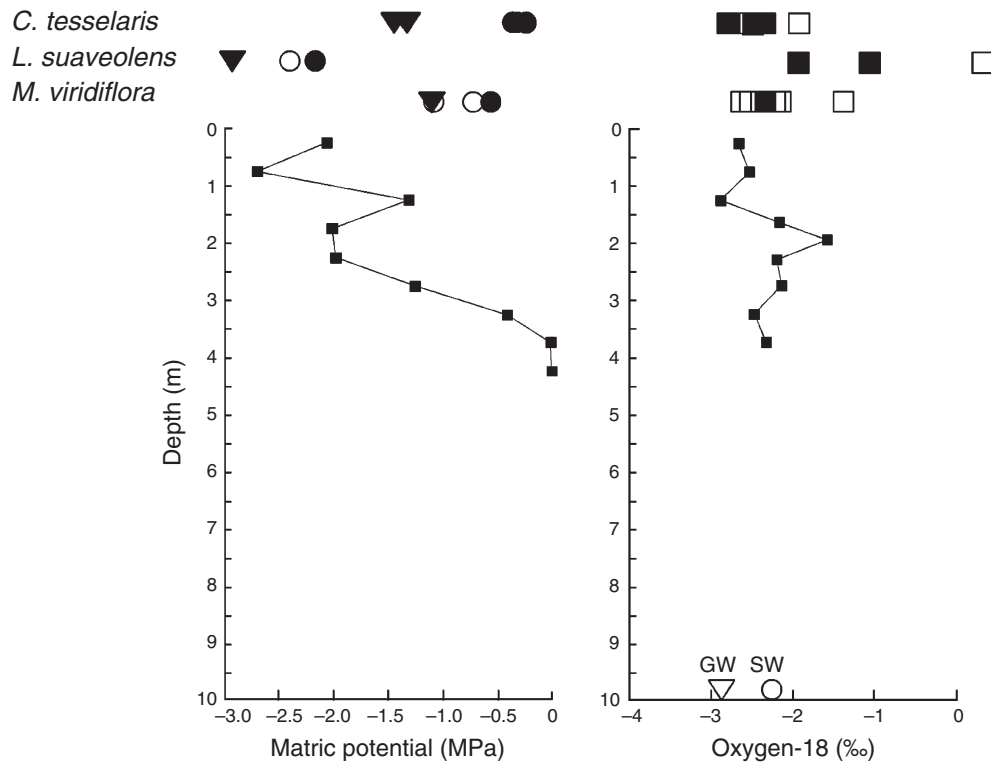 C. tesselaris
L. suaveolens
M. viridiflora
0
1
2
3
4
5
6
7
8
9
10
Depth (m)
–3.0 –2.5 –2.0 –1.5 –1.0 –0.5 0
Matric potential (MPa)
0
1
2
3
4
5
6
7
8
9
10
GW SW
–4 –3 –2 –1 0
Oxygen-18 (‰)